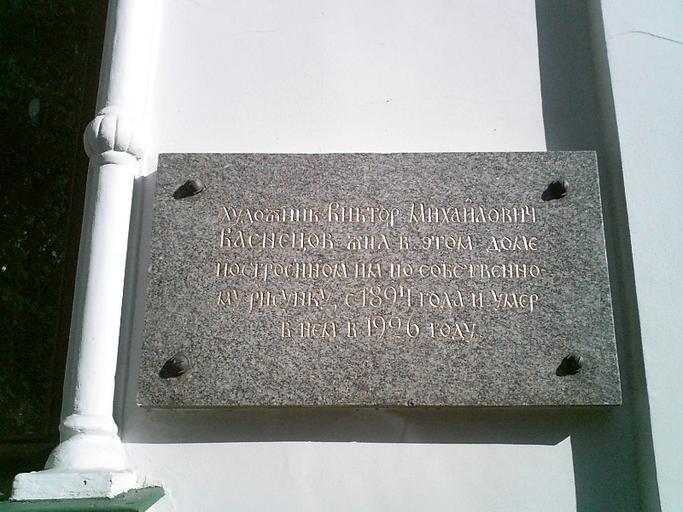 Художник Виктор Михайлович
Васнецов жил в этом доме
построенном им по собственно-
му рисунку, с 1894 года и умер
в нем в 1926 году.